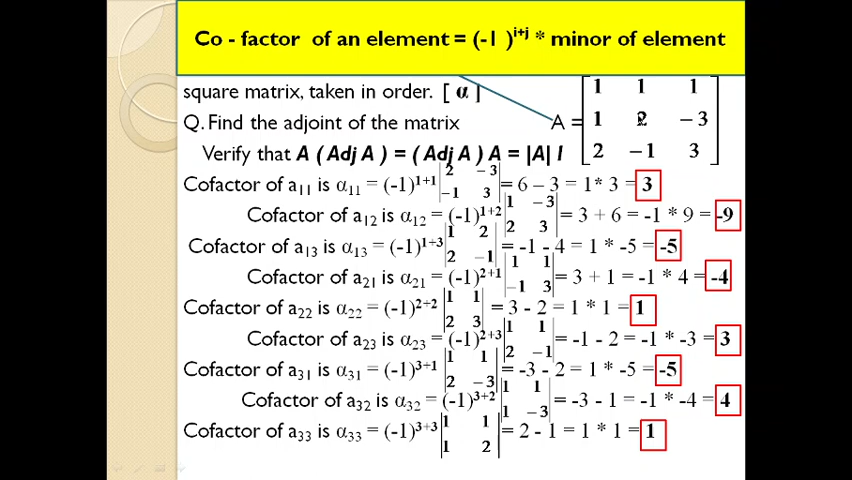 Co - factor of an element = (-1 )^i+j * minor of element
square matrix, taken in order. [ α ]
Q. Find the adjoint of the matrix A = [1 1 1; 1 2 −3; 2 −1 3]
Verify that A ( Adj A ) = ( Adj A ) A = |A| I
Cofactor of a₁₁ is α₁₁ = (-1)^1+1 |2 −3; −1 3| = 6 – 3 = 1* 3 = 3
Cofactor of a₁₂ is α₁₂ = (-1)^1+2 |1 −3; 2 3| = 3 + 6 = -1 * 9 = -9
Cofactor of a₁₃ is α₁₃ = (-1)^1+3 |1 2; 2 −1| = -1 - 4 = 1 * -5 = -5
Cofactor of a₂₁ is α₂₁ = (-1)^2+1 |1 1; −1 3| = 3 + 1 = -1 * 4 = -4
Cofactor of a₂₂ is α₂₂ = (-1)^2+2 |1 1; 2 3| = 3 - 2 = 1 * 1 = 1
Cofactor of a₂₃ is α₂₃ = (-1)^2+3 |1 1; 2 −1| = -1 - 2 = -1 * -3 = 3
Cofactor of a₃₁ is α₃₁ = (-1)^3+1 |1 1; 2 −3| = -3 - 2 = 1 * -5 = -5
Cofactor of a₃₂ is α₃₂ = (-1)^3+2 |1 1; 1 −3| = -3 - 1 = -1 * -4 = 4
Cofactor of a₃₃ is α₃₃ = (-1)^3+3 |1 1; 1 2| = 2 - 1 = 1 * 1 = 1